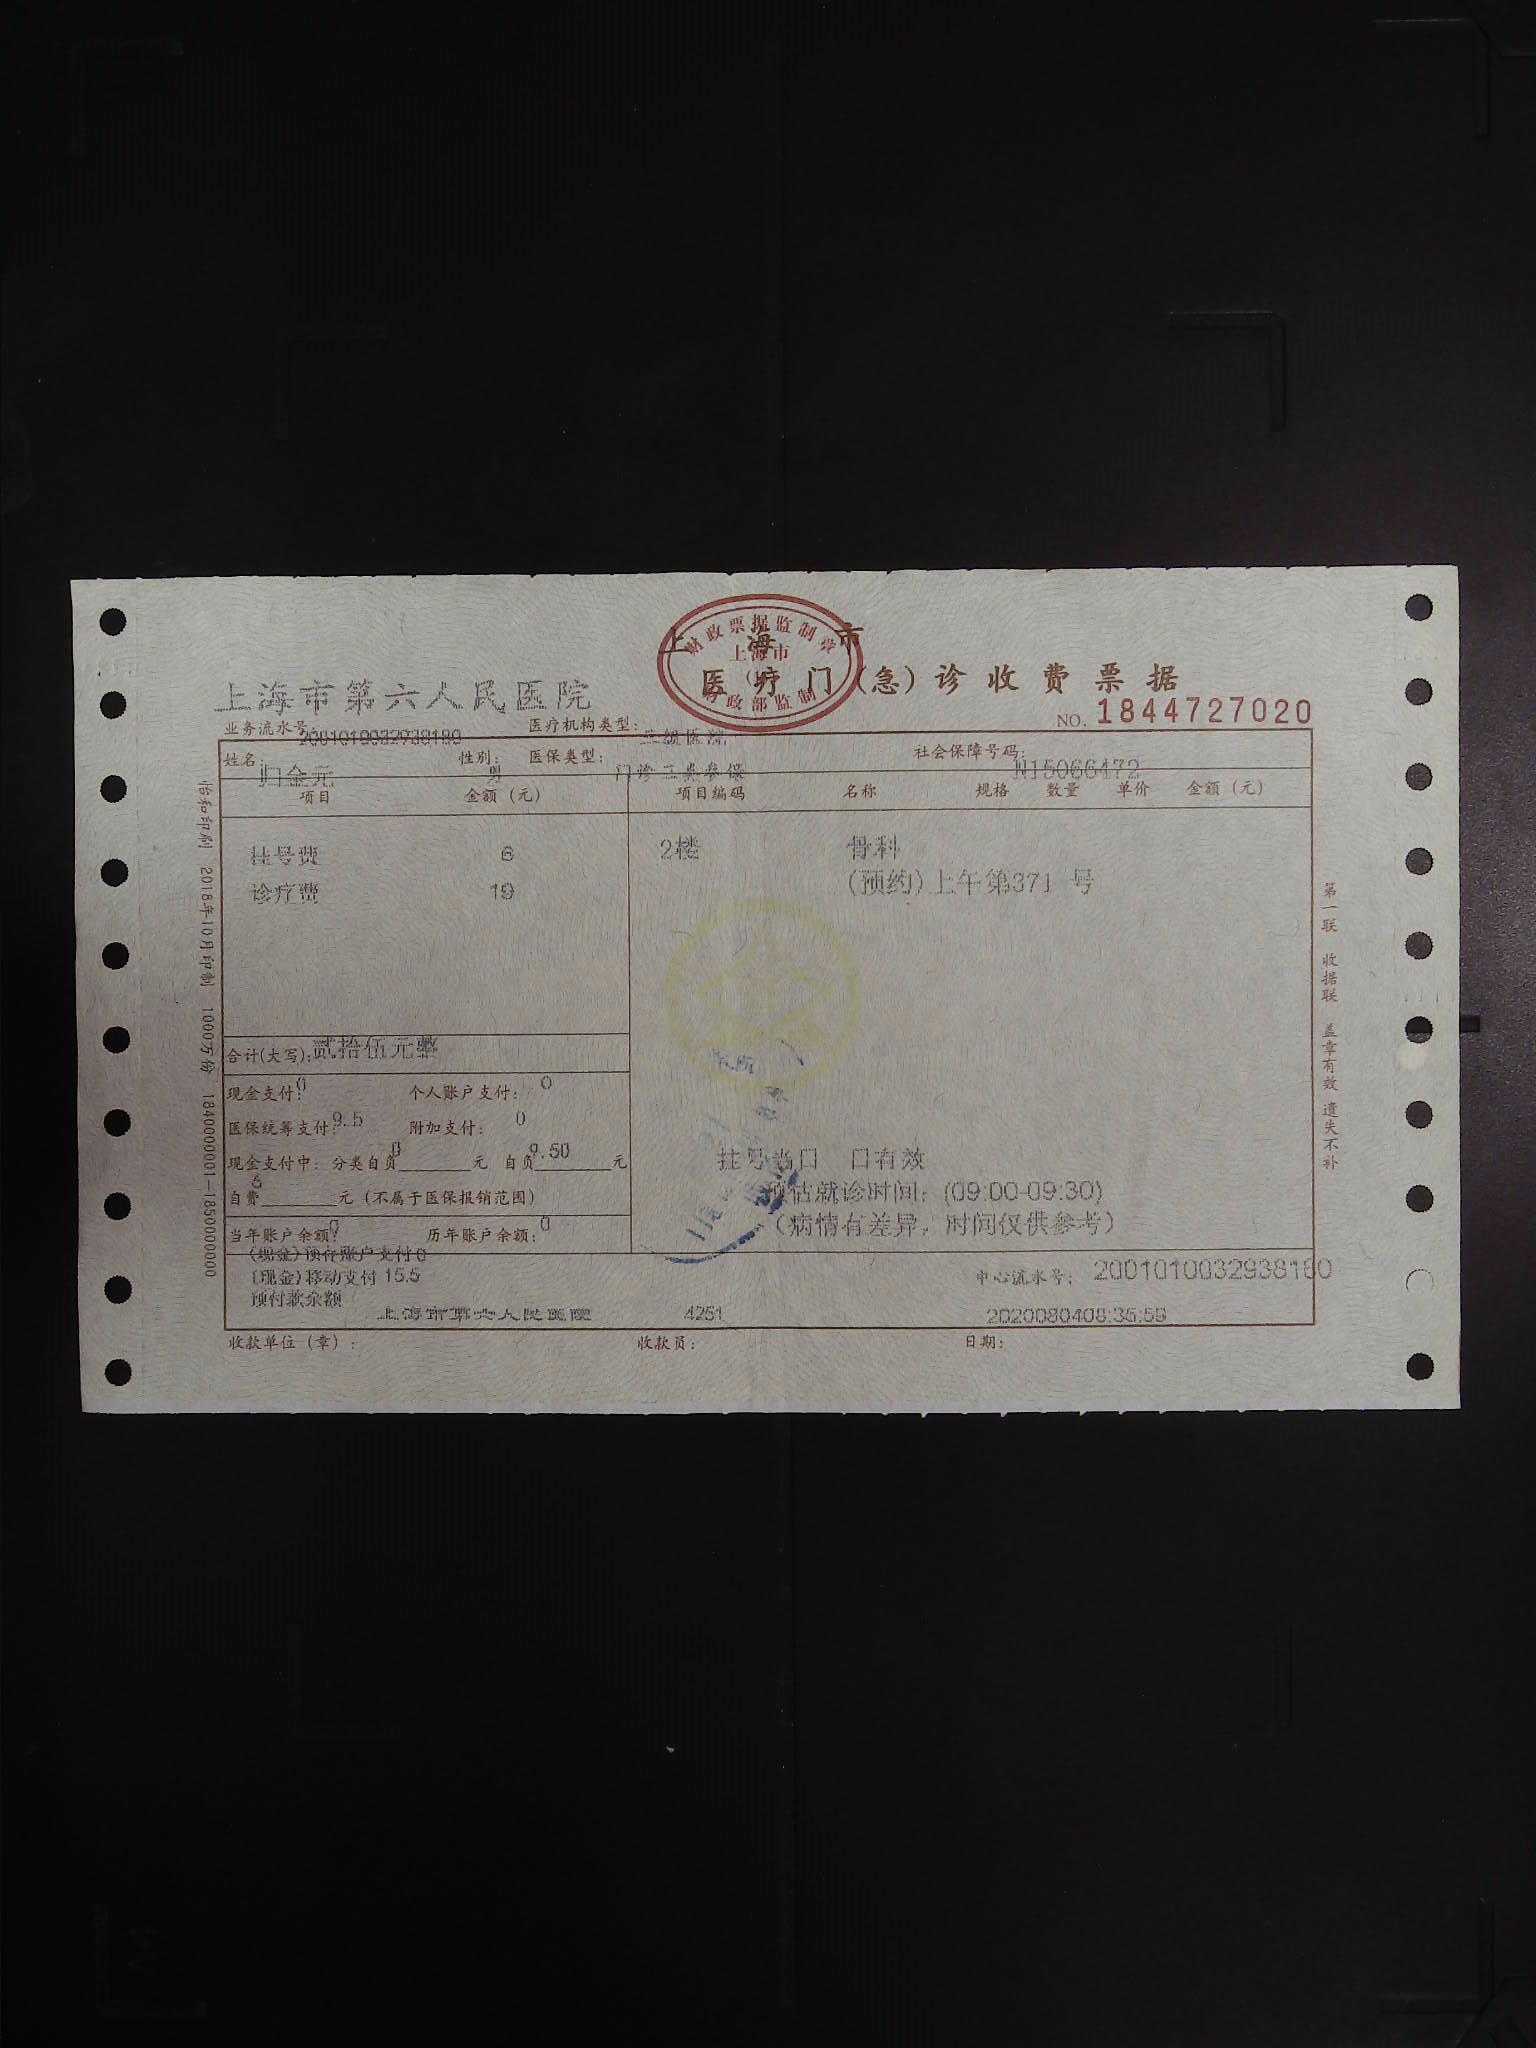 上海市
财政票据监制章
上海市
财政部监制
医疗门(急)诊收费票据
上海市第六人民医院
NO. 1844727020
业务流水号: 2001010032938180
医疗机构类型: 三级医院
姓名: 归金元
性别: 男
医保类型: 门诊工类参保
社会保障号码: N15066472
项目 金额(元) 项目编码 名称 规格 数量 单价 金额(元)
挂号费 6 2楼 骨科
诊疗费 19 (预约)上午第371 号
合计(大写): 贰拾伍元整
现金支付: 0 个人账户支付: 0
医保统筹支付: 9.5 附加支付: 0
现金支付中: 分类自负 0 元 自负 9.50 元
自费 6 元 (不属于医保报销范围)
当年账户余额: 0 历年账户余额: 0
挂号当日 日有效
预估就诊时间: (09:00-09:30)
(病情有差异, 时间仅供参考)
(现金)预存账户支付0
(现金)移动支付 15.5
预付款余额
中心流水号: 2001010032938180
上海市第六人民医院 4251 2020080408:35:59
收款单位(章): 收款员: 日期:
怡和印刷 2018年10月印制 1000万份 1840000001—1850000000
第一联 收据联 盖章有效 遗失不补